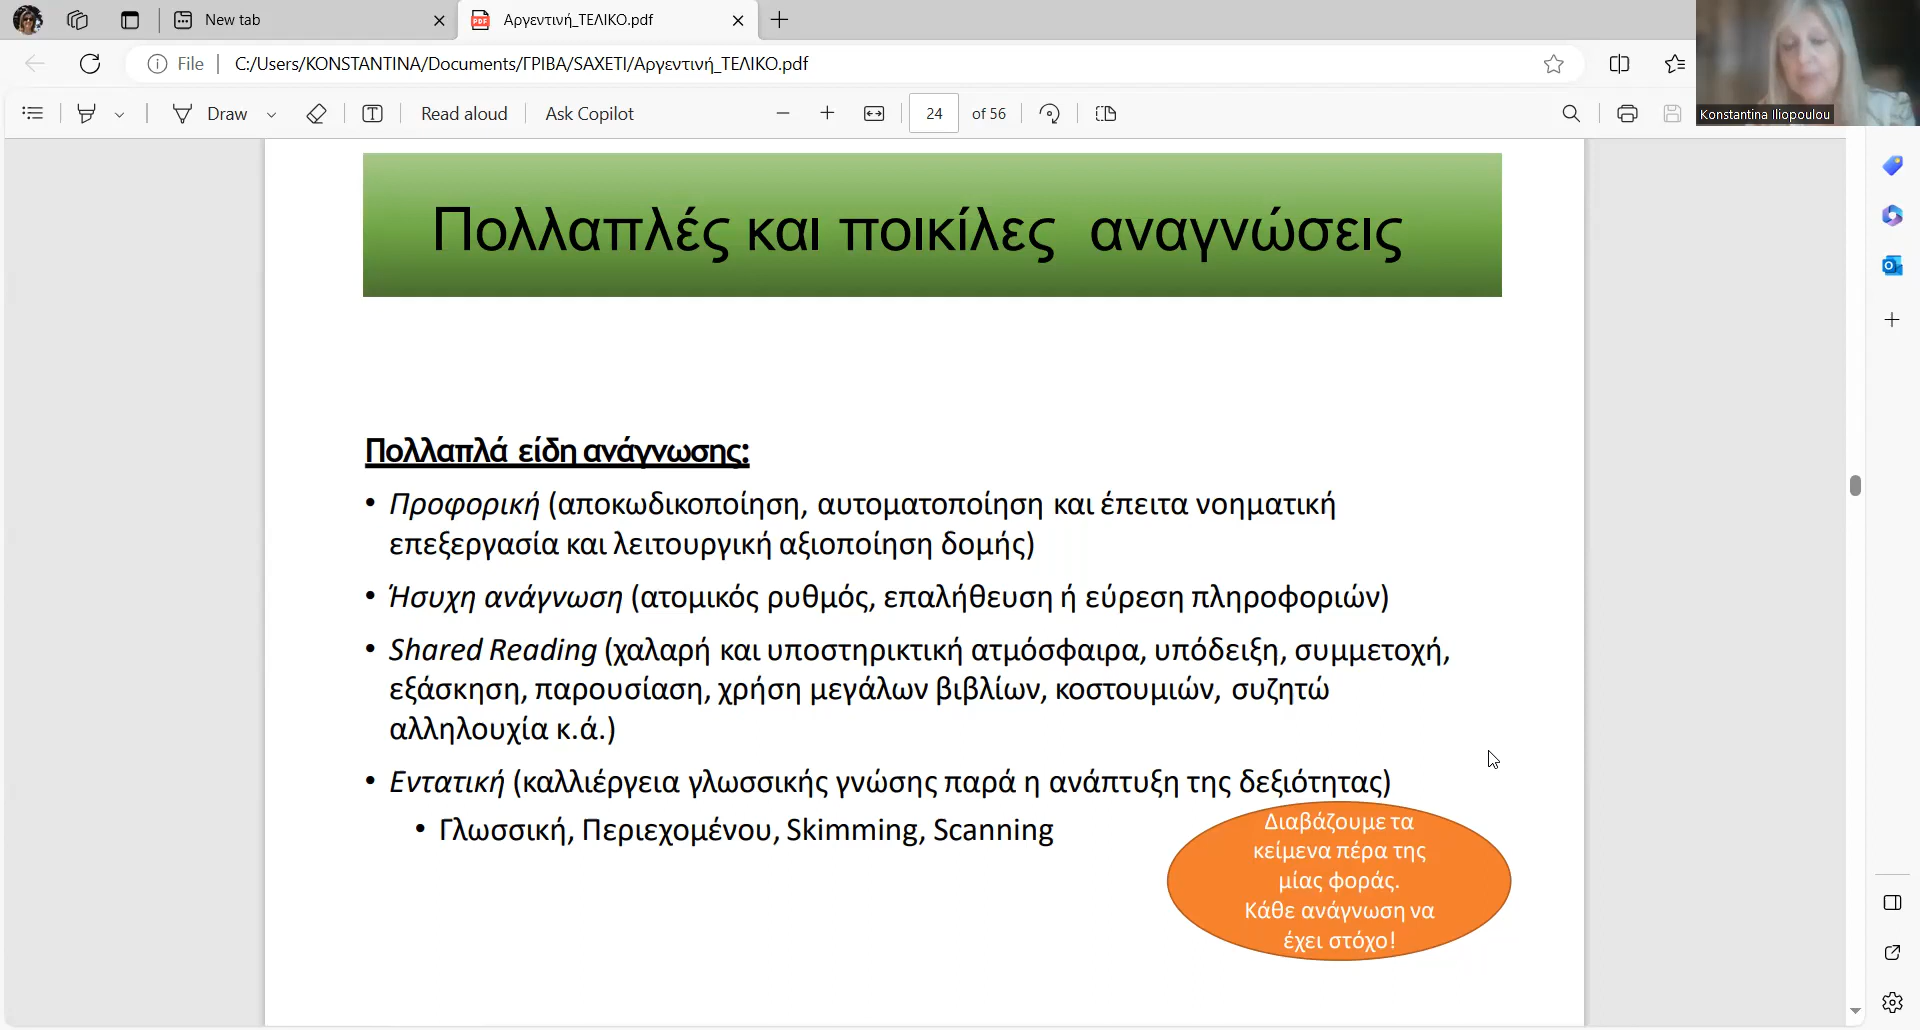 New tab
Αργεντινή_ΤΕΛΙΚΟ.pdf
File
C:/Users/KONSTANTINA/Documents/ΓΡΙΒΑ/SAXETI/Αργεντινή_ΤΕΛΙΚΟ.pdf
Draw
Read aloud
Ask Copilot
24
of 56
Konstantina Iliopoulou
Πολλαπλές και ποικίλες αναγνώσεις
Πολλαπλά είδη ανάγνωσης:
• Προφορική (αποκωδικοποίηση, αυτοματοποίηση και έπειτα νοηματική
επεξεργασία και λειτουργική αξιοποίηση δομής)
• Ήσυχη ανάγνωση (ατομικός ρυθμός, επαλήθευση ή εύρεση πληροφοριών)
• Shared Reading (χαλαρή και υποστηρικτική ατμόσφαιρα, υπόδειξη, συμμετοχή,
εξάσκηση, παρουσίαση, χρήση μεγάλων βιβλίων, κοστουμιών, συζητώ
αλληλουχία κ.ά.)
• Εντατική (καλλιέργεια γλωσσικής γνώσης παρά η ανάπτυξη της δεξιότητας)
• Γλωσσική, Περιεχομένου, Skimming, Scanning
Διαβάζουμε τα
κείμενα πέρα της
μίας φοράς.
Κάθε ανάγνωση να
έχει στόχο!